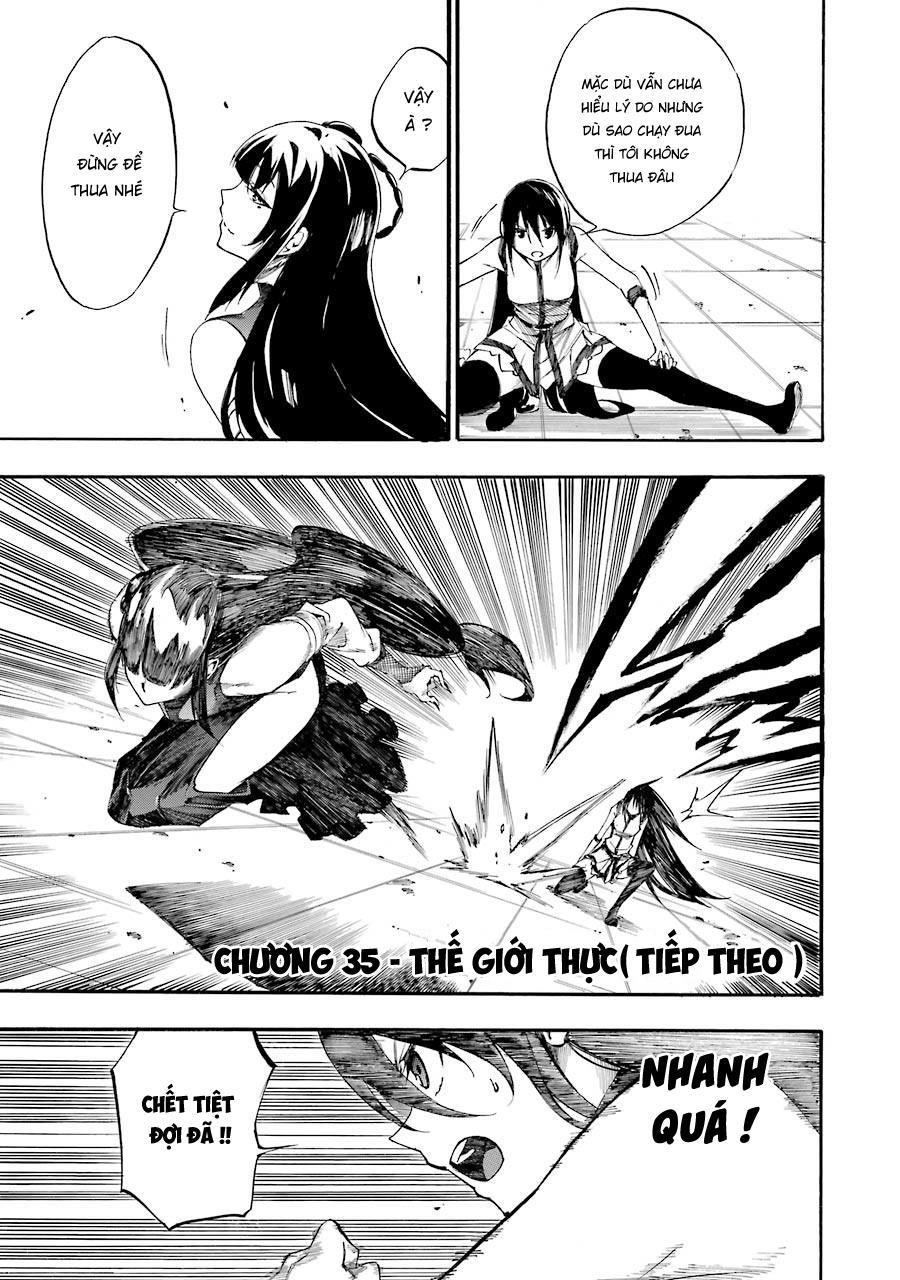 MẶC DÙ VẪN CHƯA
HIỂU LÝ DO NHƯNG
DÙ SAO CHẠY ĐUA
THÌ TÔI KHÔNG
THUA ĐÂU
VẬY
À ?
VẬY
ĐỪNG ĐỂ
THUA NHÉ
CHƯƠNG 35 - THẾ GIỚI THỰC( TIẾP THEO )
NHANH
QUÁ !
CHẾT TIỆT
ĐỢI ĐÃ !!